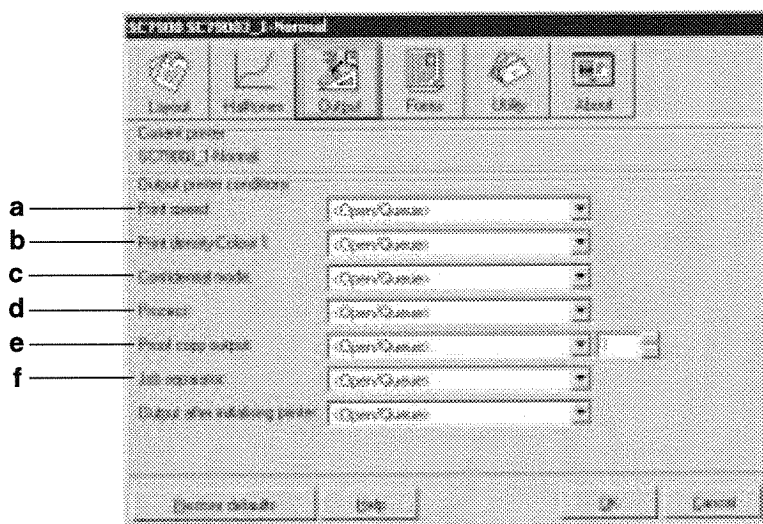 Layout Halftones Output Forms Utility About
Current printer
Output printer conditions
a Print speed: <Open/Queue>
b Print density/Colour 1: <Open/Queue>
c Confidential mode: <Open/Queue>
d Process: <Open/Queue>
e Proof copy output: <Open/Queue>
f Job separator: <Open/Queue>
Output after initialising printer: <Open/Queue>
Restore defaults Help OK Cancel